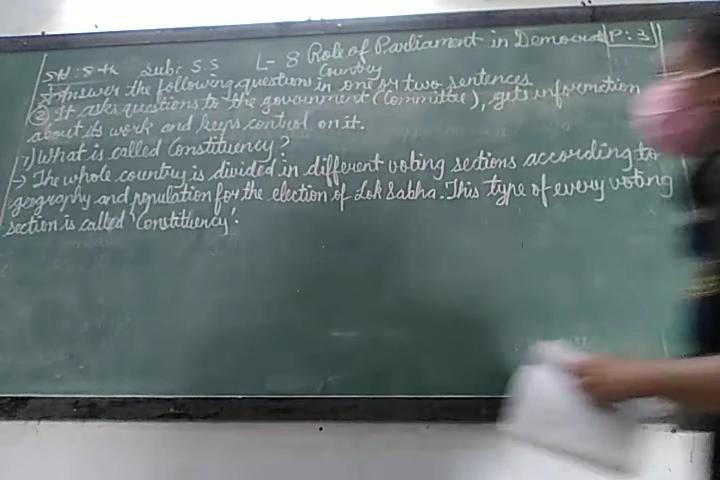 Std: 8th Sub: S.S L- 8 Role of Parliament in Democrat P: 3
Country
Answer the following question in one or two sentences
② It asks questions to the government (Committee), gets information
about its work and keeps control on it.
7) What is called Constituency?
→ The whole country is divided in different voting sections according to
geography and population for the election of Lok Sabha. This type of every voting
section is called 'Constituency'.